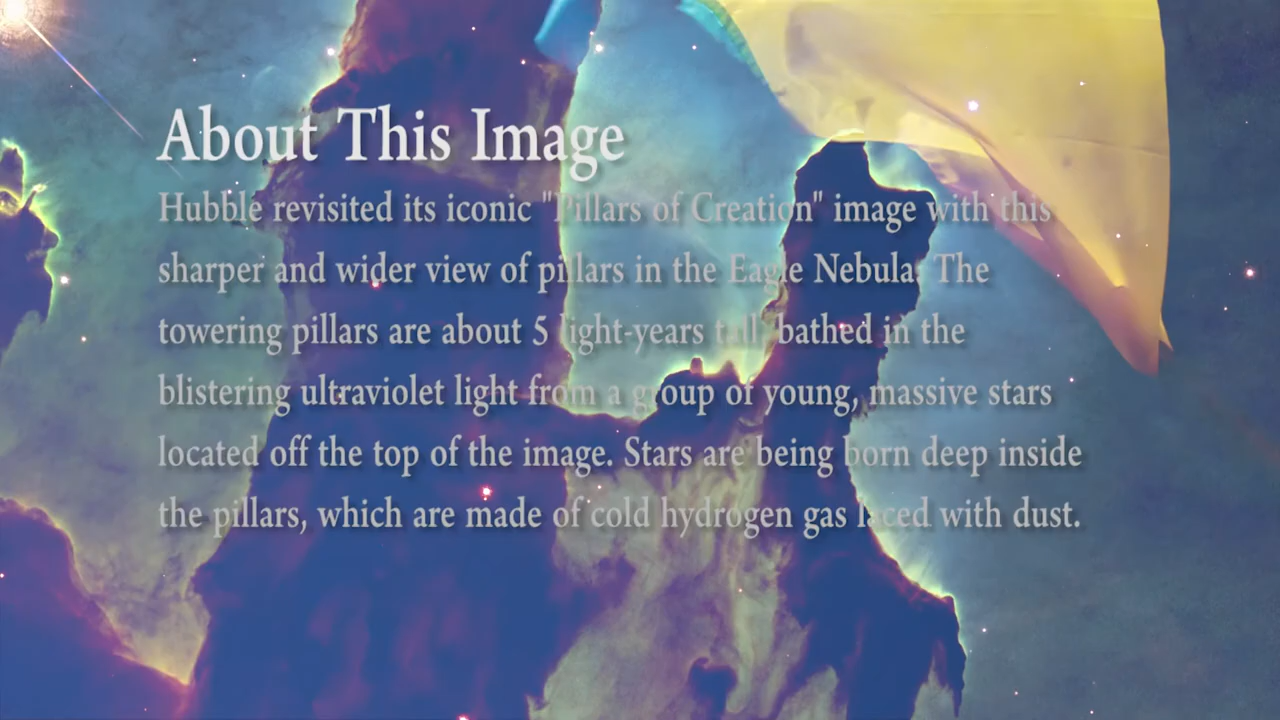 About This Image
Hubble revisited its iconic "Pillars of Creation" image with this
sharper and wider view of pillars in the Eagle Nebula. The
towering pillars are about 5 light-years tall, bathed in the
blistering ultraviolet light from a group of young, massive stars
located off the top of the image. Stars are being born deep inside
the pillars, which are made of cold hydrogen gas laced with dust.